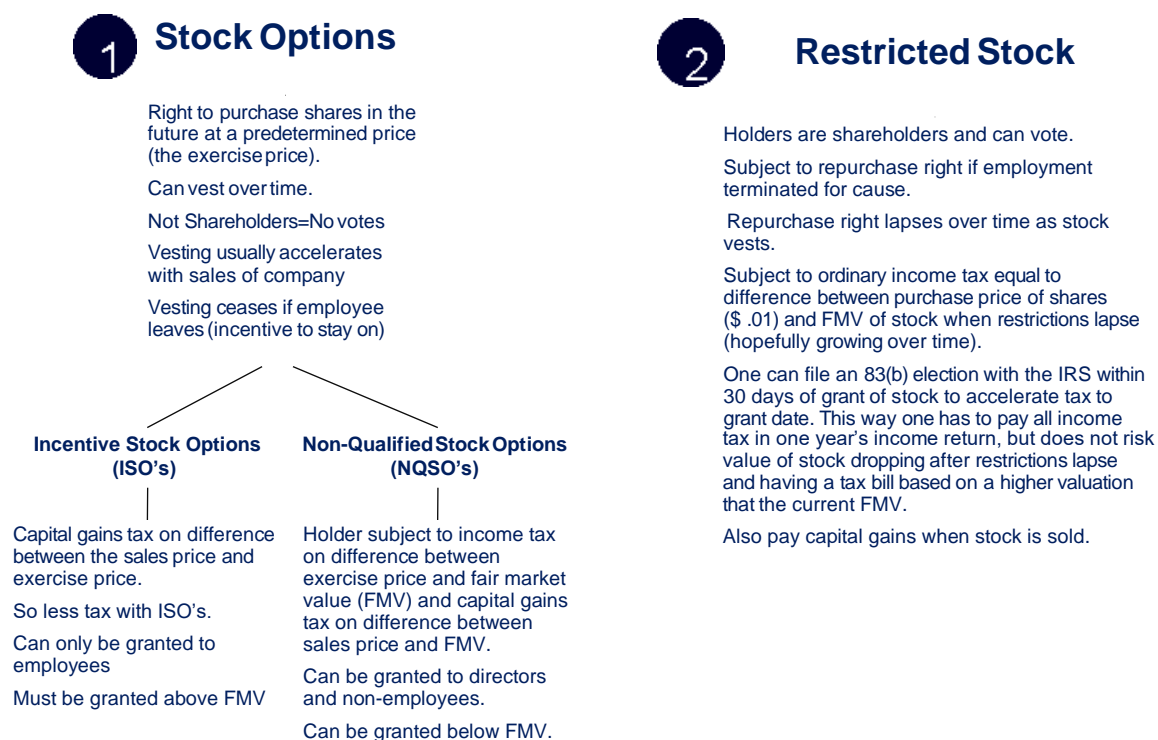 1
Stock Options
Right to purchase shares in the
future at a predetermined price
(the exercise price).
Can vest over time.
Not Shareholders=No votes
Vesting usually accelerates
with sales of company
Vesting ceases if employee
leaves (incentive to stay on)
Incentive Stock Options
(ISO's)
Capital gains tax on difference
between the sales price and
exercise price.
So less tax with ISO's.
Can only be granted to
employees
Must be granted above FMV
Non-Qualified Stock Options
(NQSO's)
Holder subject to income tax
on difference between
exercise price and fair market
value (FMV) and capital gains
tax on difference between
sales price and FMV.
Can be granted to directors
and non-employees.
Can be granted below FMV.
2
Restricted Stock
Holders are shareholders and can vote.
Subject to repurchase right if employment
terminated for cause.
Repurchase right lapses over time as stock
vests.
Subject to ordinary income tax equal to
difference between purchase price of shares
($ .01) and FMV of stock when restrictions lapse
(hopefully growing over time).
One can file an 83(b) election with the IRS within
30 days of grant of stock to accelerate tax to
grant date. This way one has to pay all income
tax in one year's income return, but does not risk
value of stock dropping after restrictions lapse
and having a tax bill based on a higher valuation
that the current FMV.
Also pay capital gains when stock is sold.